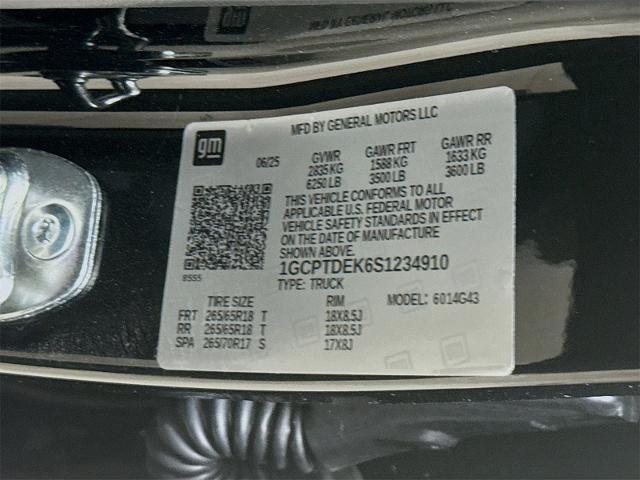 MFD BY GENERAL MOTORS LLC
gm
06/25 GVWR GAWR FRT GAWR RR
2835 KG 1588 KG 1633 KG
6250 LB 3500 LB 3600 LB
THIS VEHICLE CONFORMS TO ALL
APPLICABLE U.S. FEDERAL MOTOR
VEHICLE SAFETY STANDARDS IN EFFECT
ON THE DATE OF MANUFACTURE
SHOWN ABOVE.
1GCPTDEK6S1234910
8555
TYPE: TRUCK
TIRE SIZE RIM MODEL: 6014G43
FRT 265/65R18 T 18X8.5J
RR 265/65R18 T 18X8.5J
SPA 265/70R17 S 17X8J